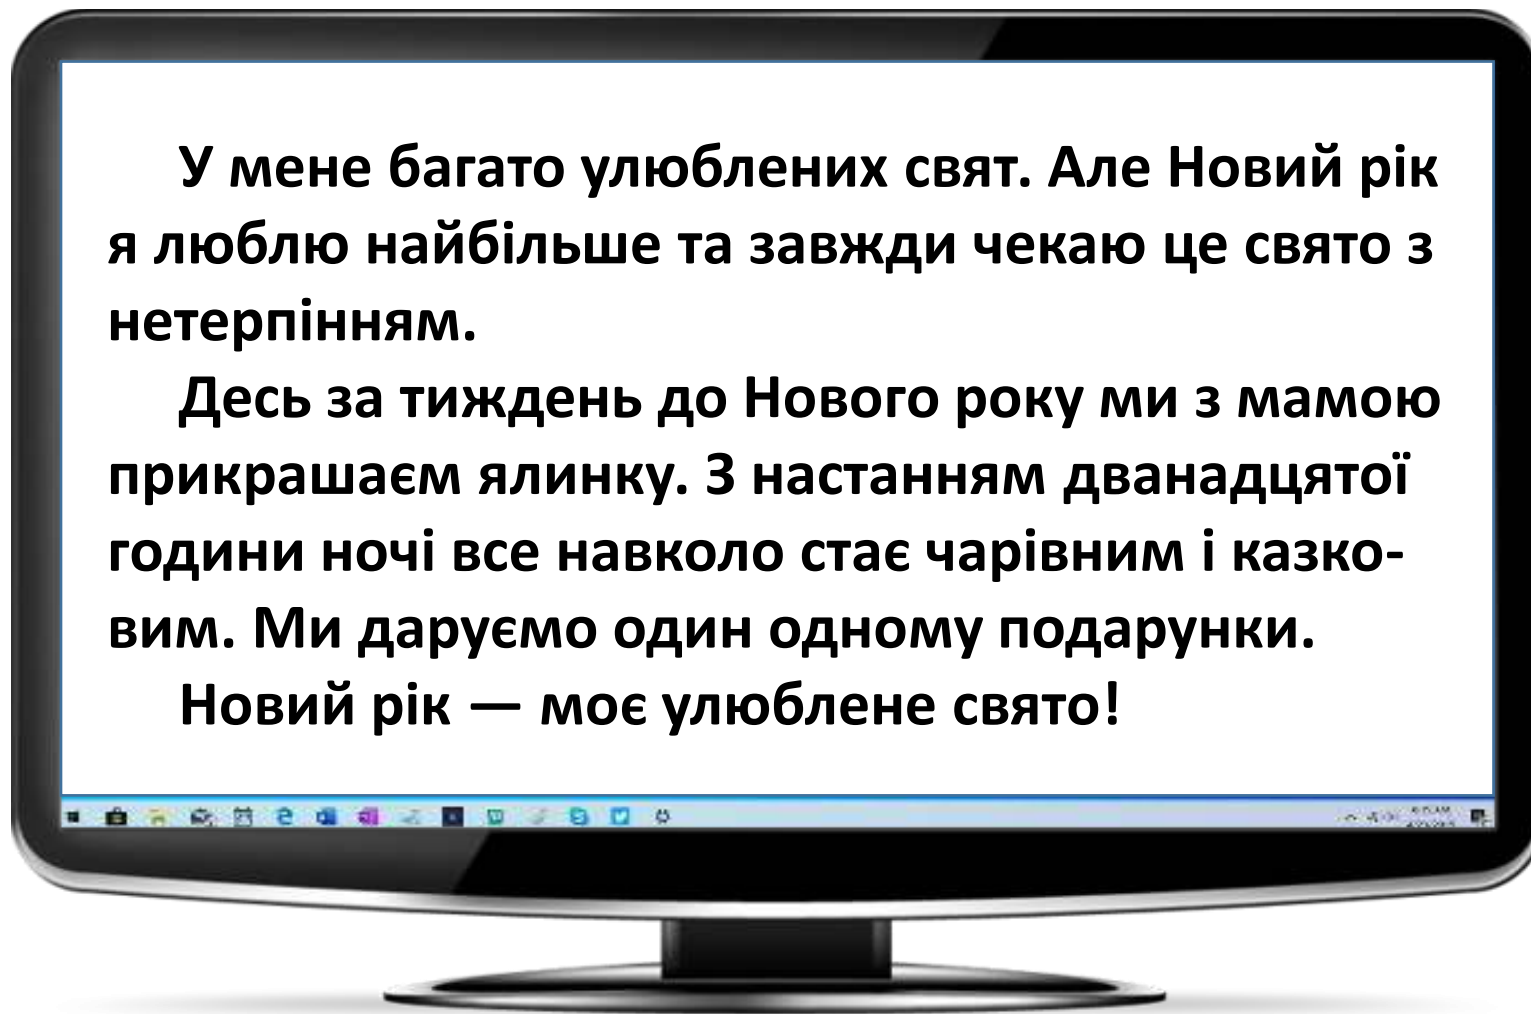 У мене багато улюблених свят. Але Новий рік
я люблю найбільше та завжди чекаю це свято з
нетерпінням.
Десь за тиждень до Нового року ми з мамою
прикрашаєм ялинку. З настанням дванадцятої
години ночі все навколо стає чарівним і казко-
вим. Ми даруємо один одному подарунки.
Новий рік — моє улюблене свято!